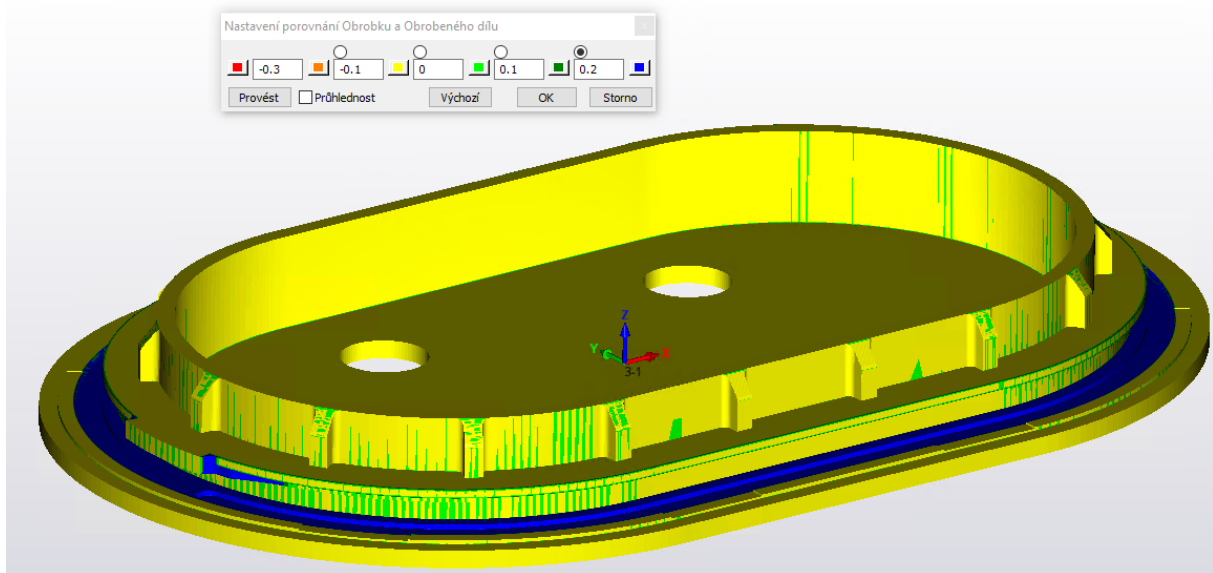 Nastavení porovnání Obrobku a Obrobeného dílu
-0.3 -0.1 0 0.1 0.2
Provést Průhlednost Výchozí OK Storno
Z
Y X
3-1